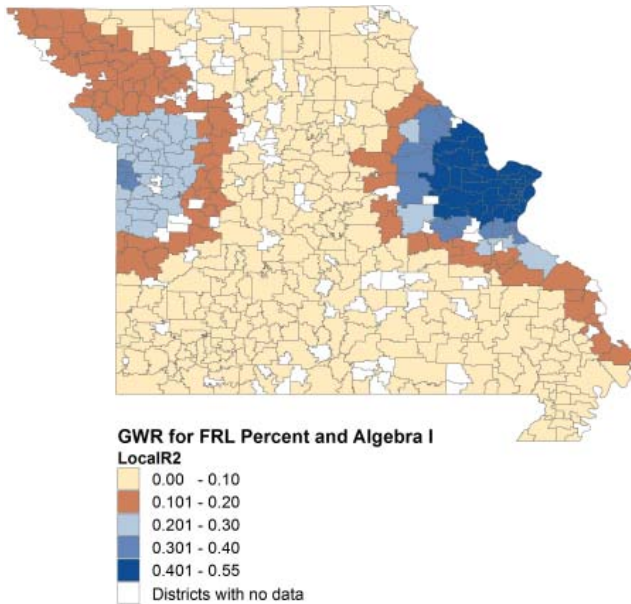 GWR for FRL Percent and Algebra I
LocalR2
0.00 - 0.10
0.101 - 0.20
0.201 - 0.30
0.301 - 0.40
0.401 - 0.55
Districts with no data